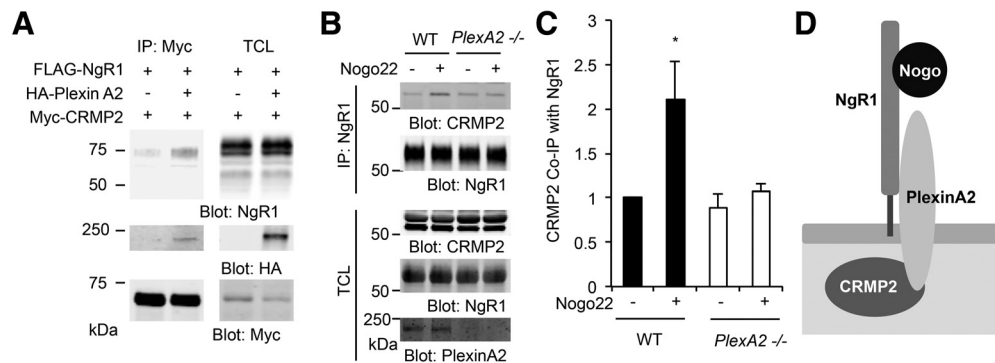 A
IP: Myc TCL
FLAG-NgR1 + + + +
HA-Plexin A2 - + - +
Myc-CRMP2 + + + +
75
50
Blot: NgR1
250
Blot: HA
75
kDa
Blot: Myc
B
WT PlexA2 -/-
Nogo22 - + - +
IP: NgR1
50
Blot: CRMP2
50
Blot: NgR1
TCL
50
Blot: CRMP2
50
Blot: NgR1
250
kDa
Blot: PlexinA2
C
CRMP2 Co-IP with NgR1
3
2.5
2
1.5
1
0.5
0
*
Nogo22 - + - +
WT PlexA2 -/-
D
Nogo
NgR1
PlexinA2
CRMP2